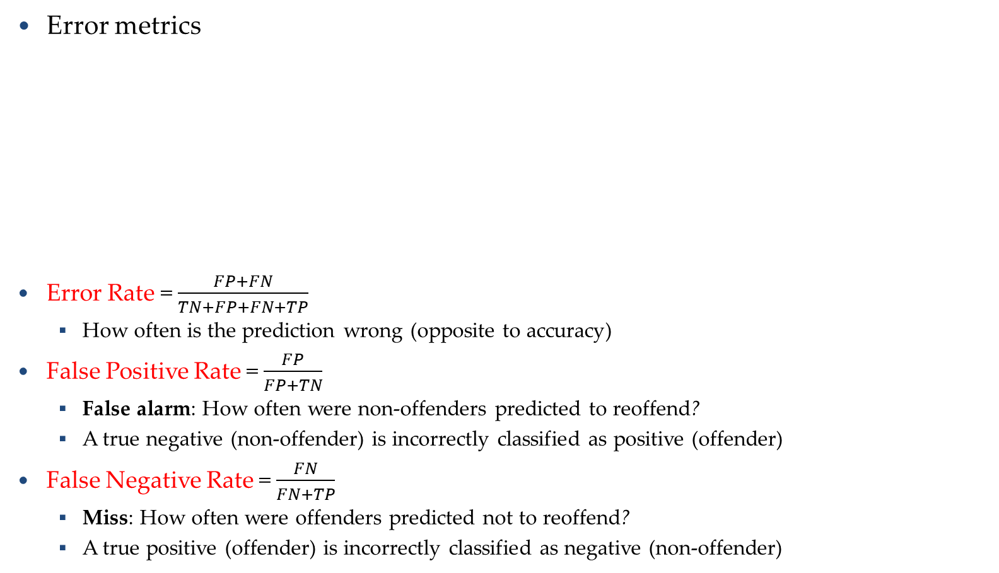 • Error metrics
• Error Rate = \frac{FP+FN}{TN+FP+FN+TP}
▪ How often is the prediction wrong (opposite to accuracy)
• False Positive Rate = \frac{FP}{FP+TN}
▪ False alarm: How often were non-offenders predicted to reoffend?
▪ A true negative (non-offender) is incorrectly classified as positive (offender)
• False Negative Rate = \frac{FN}{FN+TP}
▪ Miss: How often were offenders predicted not to reoffend?
▪ A true positive (offender) is incorrectly classified as negative (non-offender)